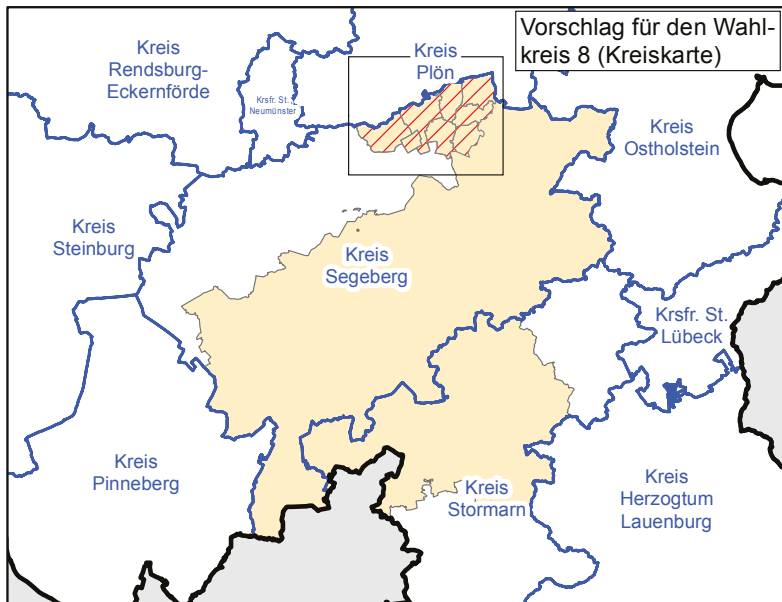 Vorschlag für den Wahl-
kreis 8 (Kreiskarte)
Kreis
Plön
Kreis
Rendsburg-
Eckernförde
Krsfr. St.
Neumünster
Kreis
Ostholstein
Kreis
Steinburg
Kreis
Segeberg
Krsfr. St.
Lübeck
Kreis
Pinneberg
Kreis
Stormarn
Kreis
Herzogtum
Lauenburg